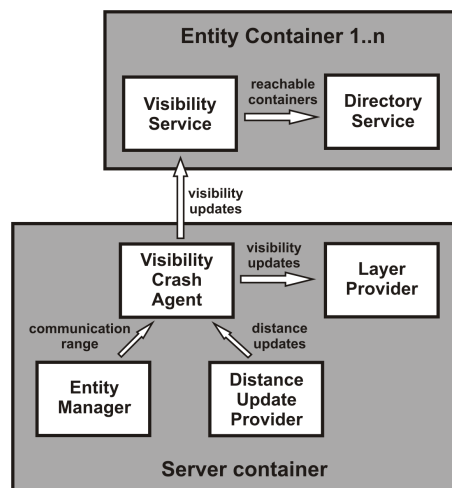 Entity Container 1..n
Visibility
Service
reachable
containers
Directory
Service
visibility
updates
Visibility
Crash
Agent
visibility
updates
Layer
Provider
communication
range
distance
updates
Entity
Manager
Distance
Update
Provider
Server container